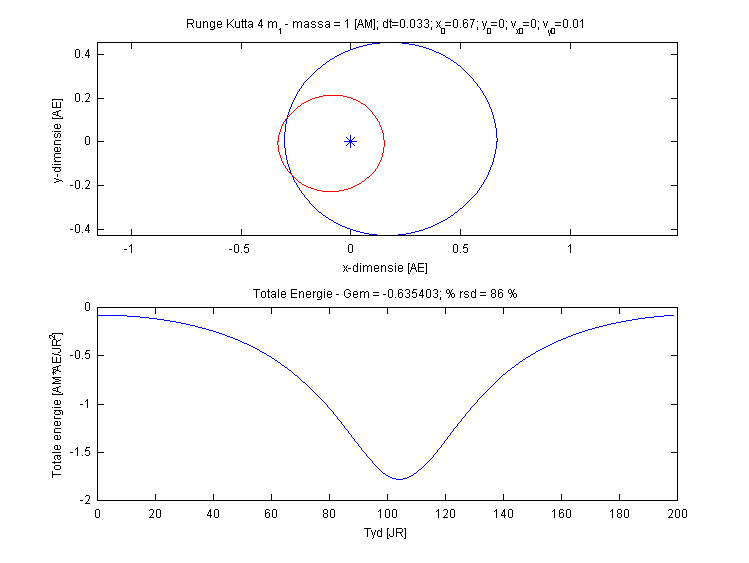 Runge Kutta 4 m₁ - massa = 1 [AM]; dt=0.033; x₀=0.67; y₀=0; vₓ₀=0; v_y0=0.01
0.4
0.2
0
-0.2
-0.4
y-dimensie [AE]
-1 -0.5 0 0.5 1
x-dimensie [AE]
Totale Energie - Gem = -0.635403; % rsd = 86 %
0
-0.5
-1
-1.5
-2
Totale energie [AM*AE/JR²]
0 20 40 60 80 100 120 140 160 180 200
Tyd [JR]